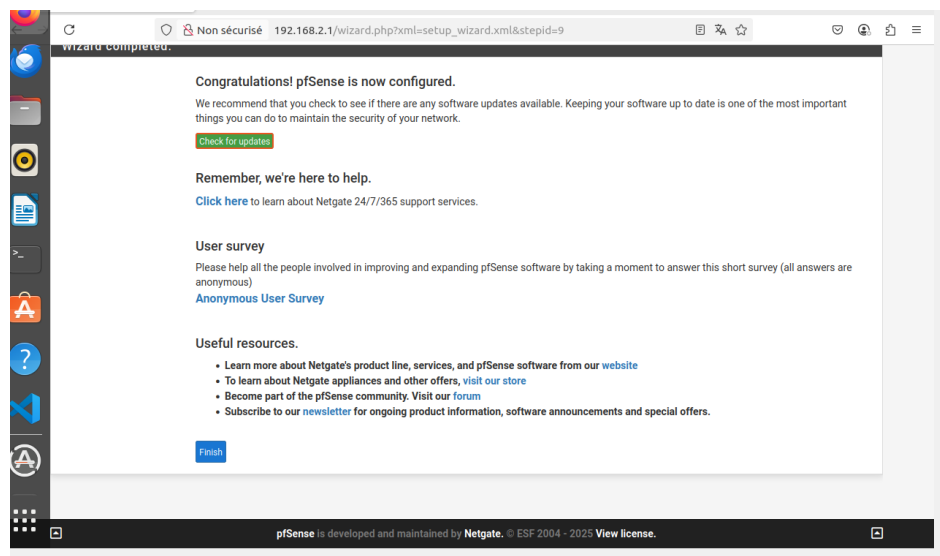 Non sécurisé 192.168.2.1/wizard.php?xml=setup_wizard.xml&stepid=9
Wizard completed.
Congratulations! pfSense is now configured.
We recommend that you check to see if there are any software updates available. Keeping your software up to date is one of the most important
things you can do to maintain the security of your network.
Check for updates
Remember, we're here to help.
Click here to learn about Netgate 24/7/365 support services.
User survey
Please help all the people involved in improving and expanding pfSense software by taking a moment to answer this short survey (all answers are
anonymous)
Anonymous User Survey
Useful resources.
• Learn more about Netgate's product line, services, and pfSense software from our website
• To learn about Netgate appliances and other offers, visit our store
• Become part of the pfSense community. Visit our forum
• Subscribe to our newsletter for ongoing product information, software announcements and special offers.
Finish
pfSense is developed and maintained by Netgate. © ESF 2004 - 2025 View license.